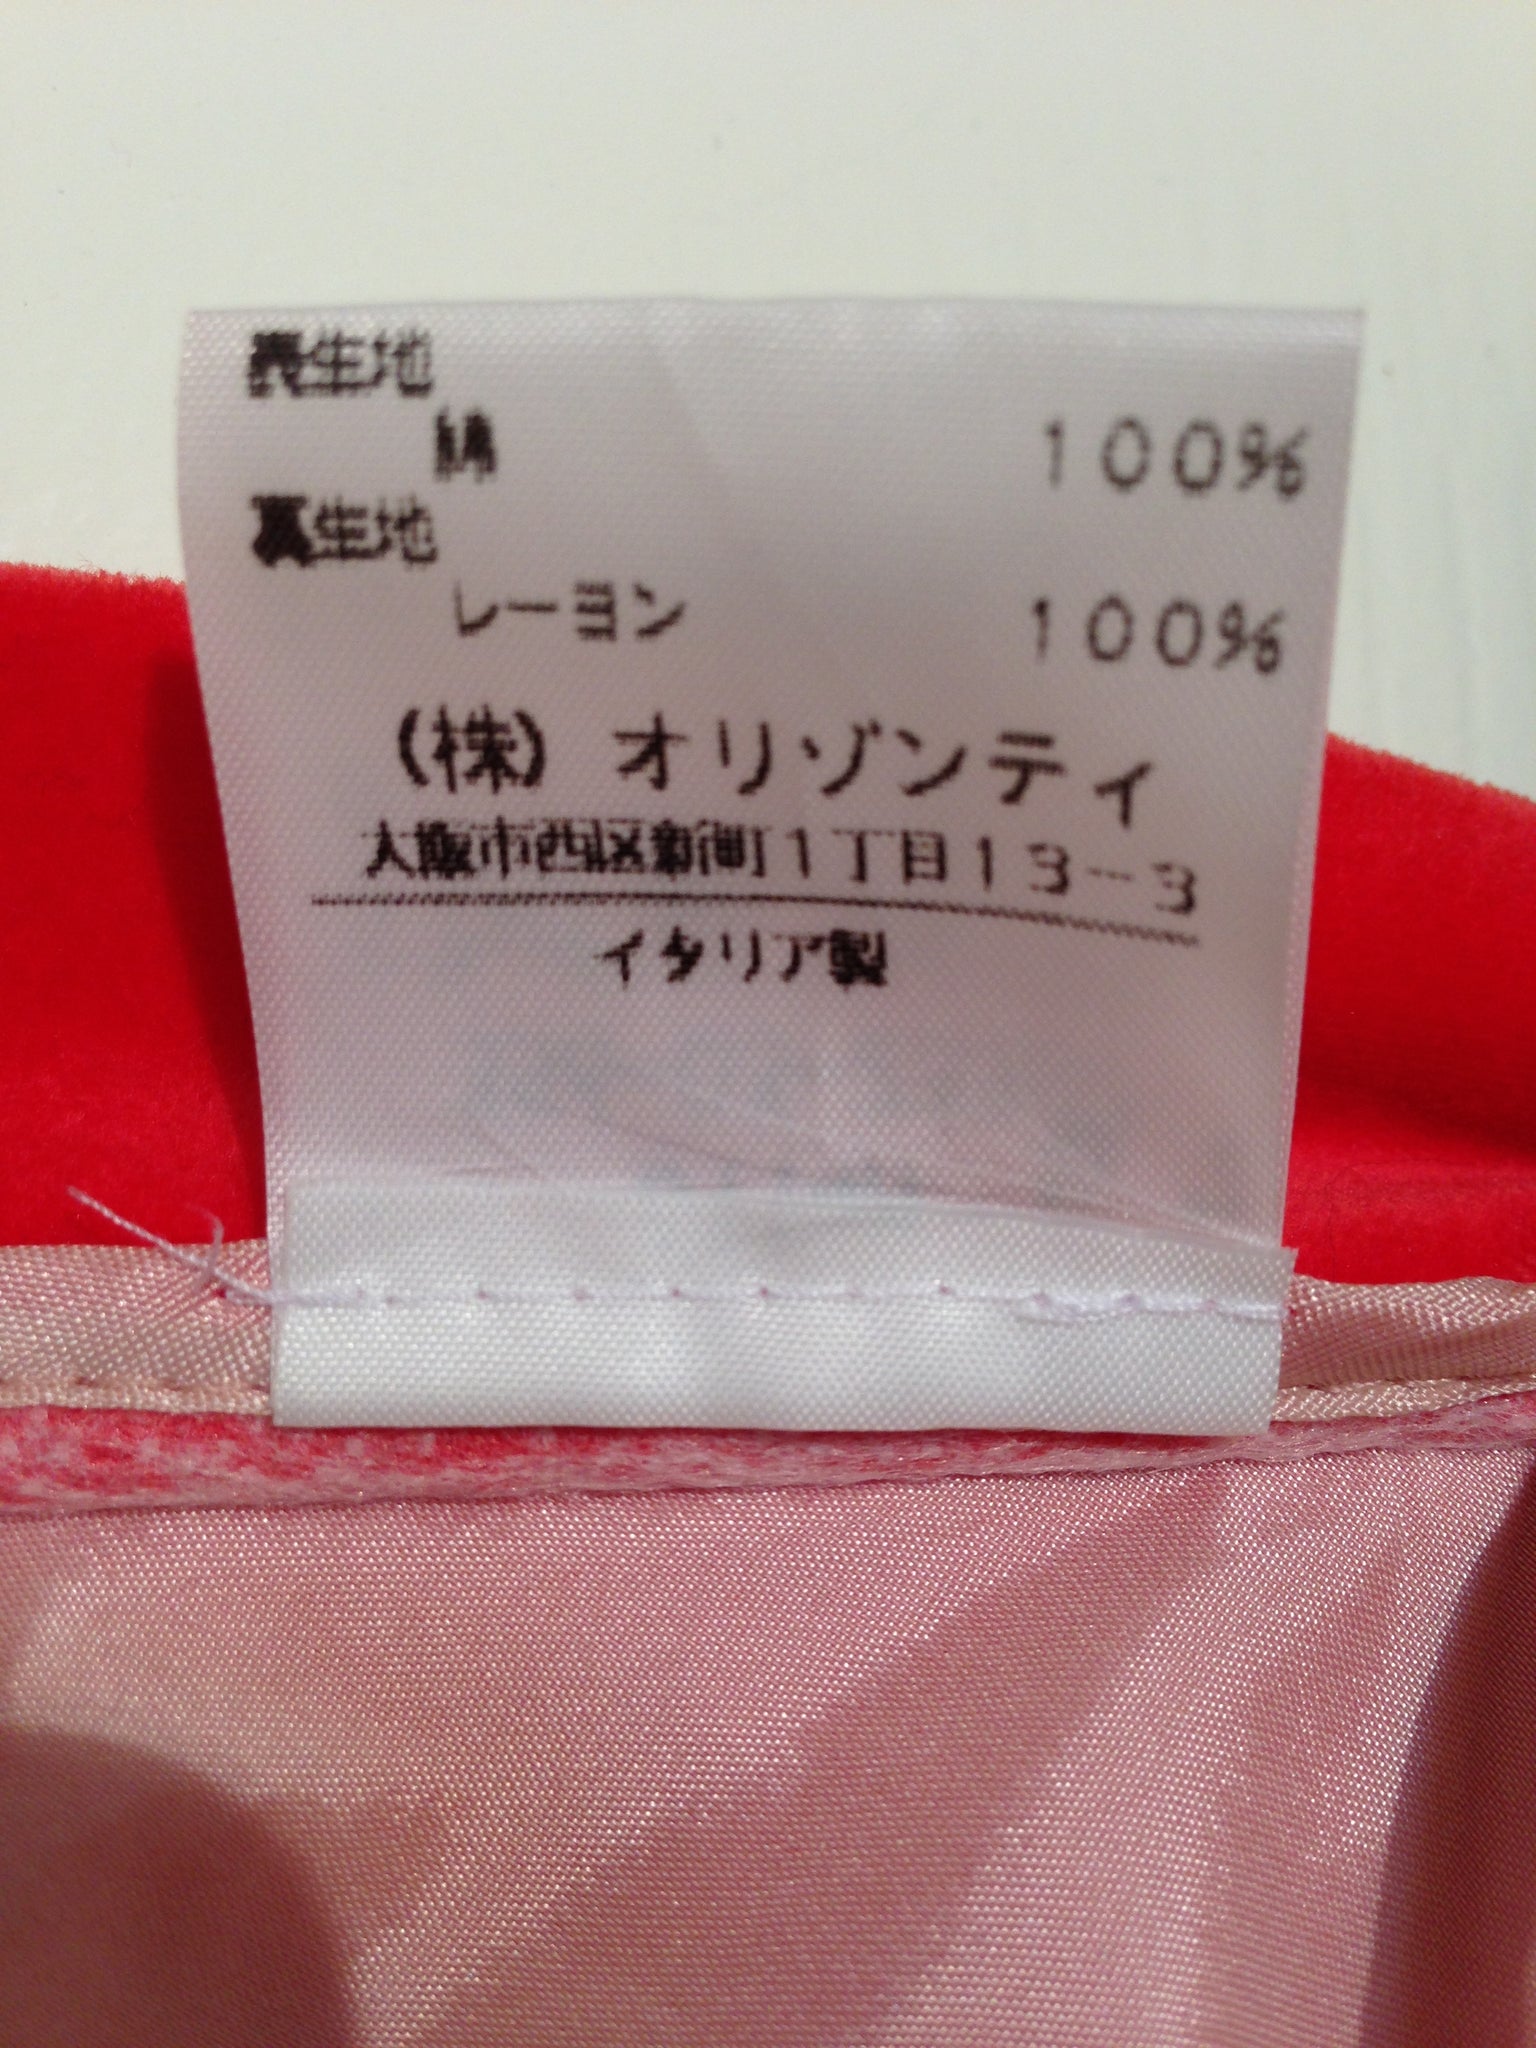 表生地
綿 100%
裏生地
レーヨン 100%
(株) オリゾンティ
大阪市西区新町1丁目13-3
イタリア製